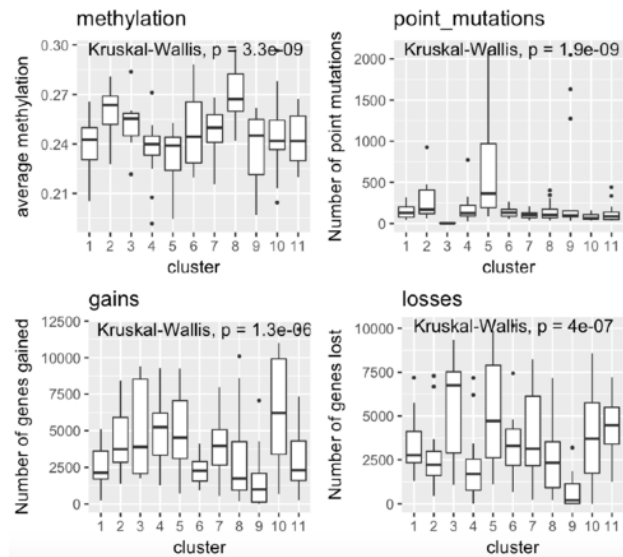 methylation
Kruskal-Wallis, p = 3.3e-09
average methylation
0.30
0.27
0.24
0.21
1 2 3 4 5 6 7 8 9 10 11
cluster
point_mutations
Kruskal-Wallis, p = 1.9e-09
Number of point mutations
2000
1500
1000
500
0
1 2 3 4 5 6 7 8 9 10 11
cluster
gains
Kruskal-Wallis, p = 1.3e-06
Number of genes gained
12500
10000
7500
5000
2500
0
1 2 3 4 5 6 7 8 9 10 11
cluster
losses
Kruskal-Wallis, p = 4e-07
Number of genes lost
10000
7500
5000
2500
0
1 2 3 4 5 6 7 8 9 10 11
cluster